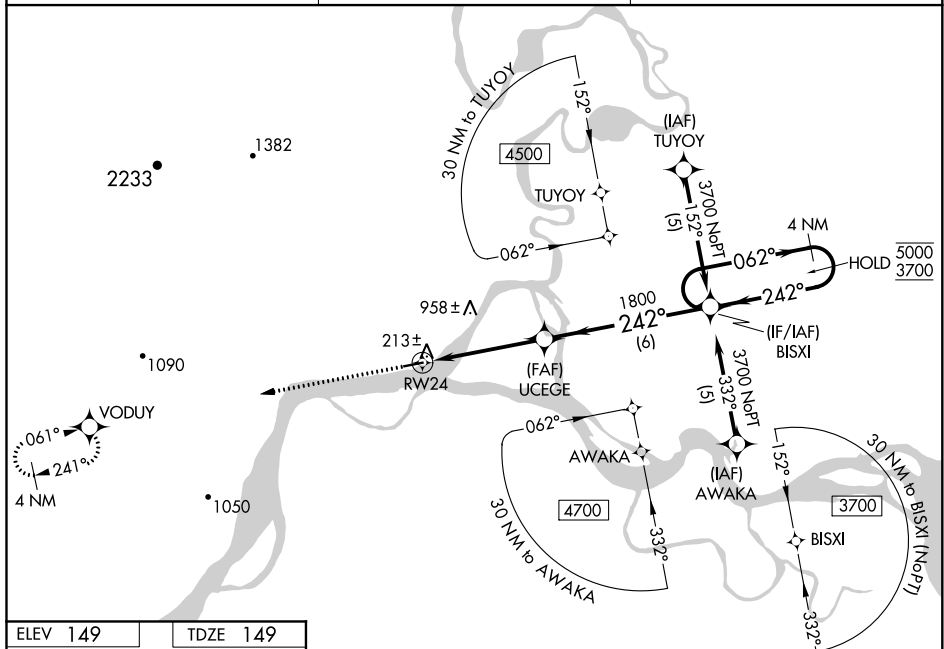 30 NM to TUYOY
152°
4500
TUYOY
062°
(IAF)
TUYOY
3700 NoPT
152°
(5)
4 NM
062°
HOLD
5000
3700
242°
1382
2233
1800
242°
(6)
(IF/IAF)
BISXI
958±
213±
RW24
(FAF)
UCEGE
1090
VODUY
061°
241°
4 NM
1050
3700 NoPT
332°
(5)
(IAF)
AWAKA
062°
AWAKA
4700
332°
30 NM to AWAKA
152°
3700
BISXI
332°
30 NM to BISXI (NoPT)
ELEV 149
TDZE 149